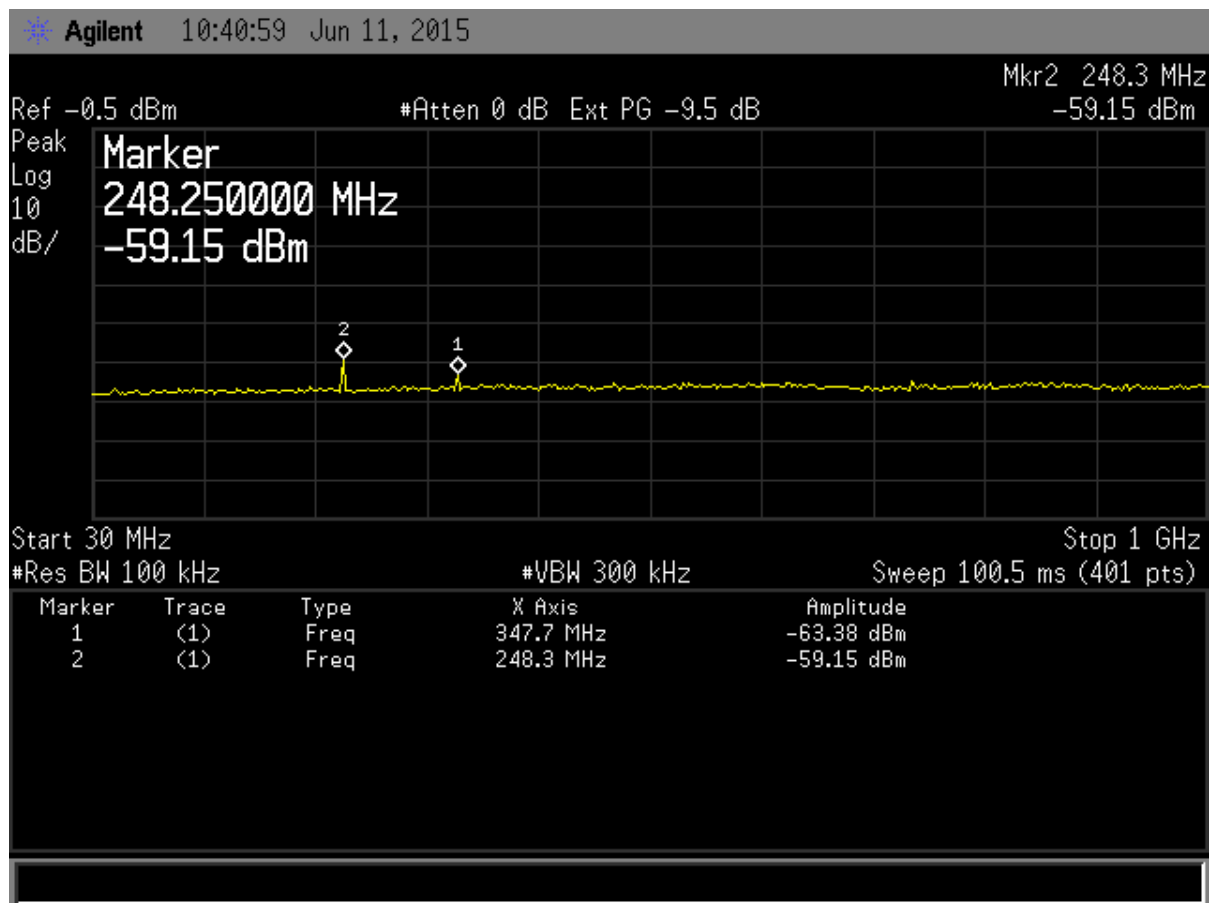 Agilent 10:40:59 Jun 11, 2015
Mkr2 248.3 MHz
Ref -0.5 dBm #Atten 0 dB Ext PG -9.5 dB -59.15 dBm
Peak
Log
10
dB/
Marker
248.250000 MHz
-59.15 dBm
2
1
Start 30 MHz Stop 1 GHz
#Res BW 100 kHz #VBW 300 kHz Sweep 100.5 ms (401 pts)
Marker Trace Type X Axis Amplitude
1 (1) Freq 347.7 MHz -63.38 dBm
2 (1) Freq 248.3 MHz -59.15 dBm